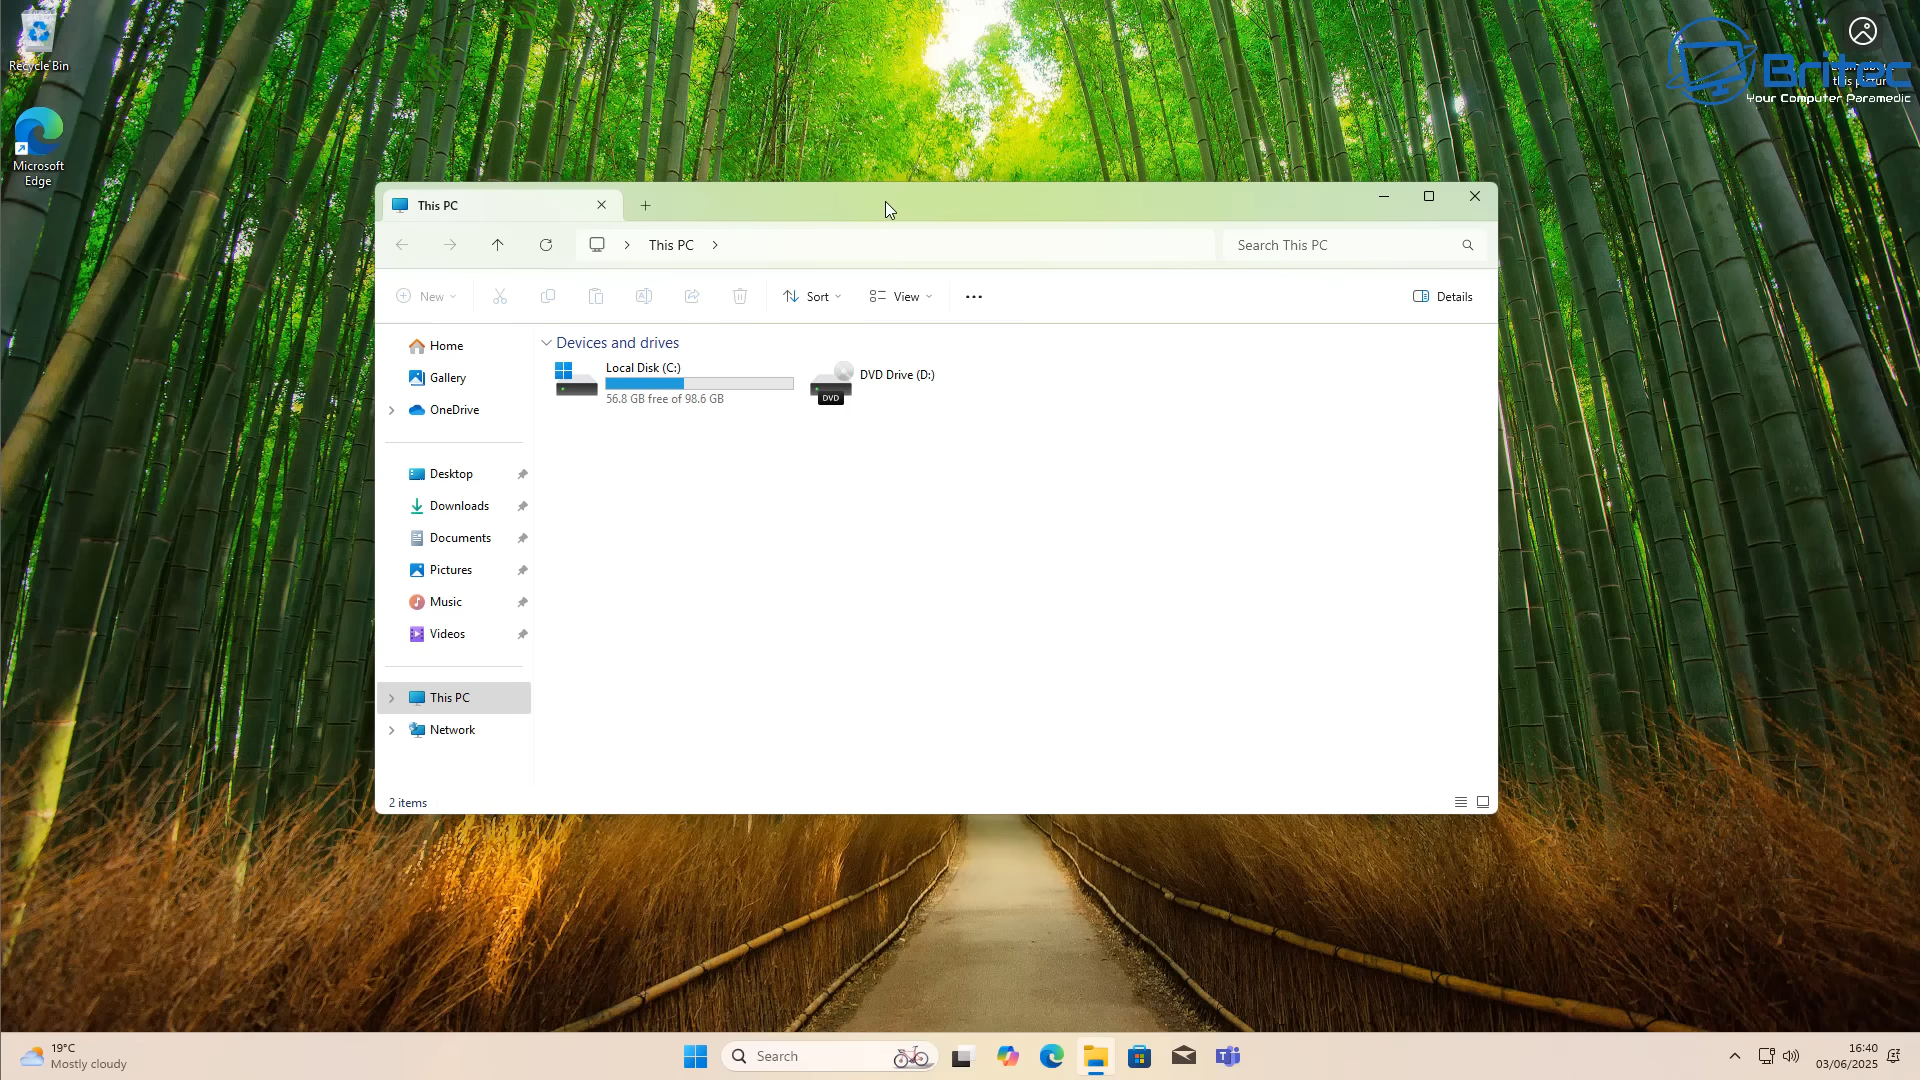 Recycle Bin
Microsoft
Edge
Britec
Your Computer Paramedic
This PC
This PC
Search This PC
New
Sort
View
Details
Home
Gallery
OneDrive
Desktop
Downloads
Documents
Pictures
Music
Videos
This PC
Network
Devices and drives
Local Disk (C:)
56.8 GB free of 98.6 GB
DVD
DVD Drive (D:)
2 items
19°C
Mostly cloudy
Search
16:40
03/06/2025